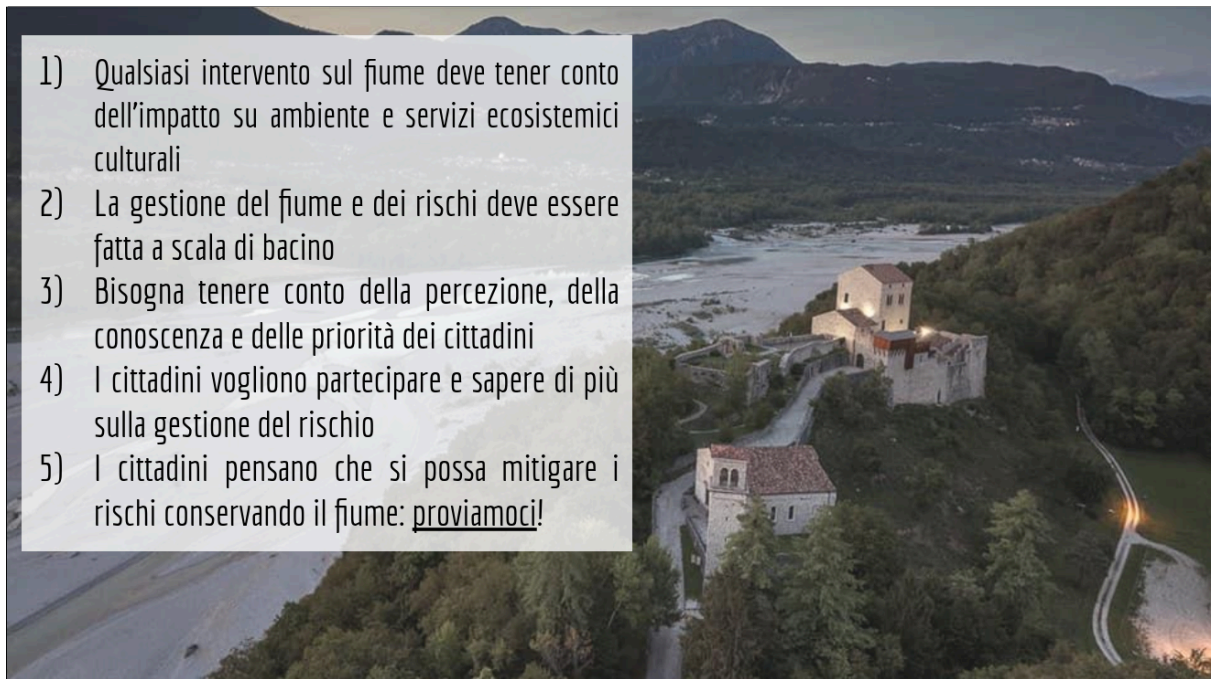 1) Qualsiasi intervento sul fiume deve tener conto
dell'impatto su ambiente e servizi ecosistemici
culturali
2) La gestione del fiume e dei rischi deve essere
fatta a scala di bacino
3) Bisogna tenere conto della percezione, della
conoscenza e delle priorità dei cittadini
4) I cittadini vogliono partecipare e sapere di più
sulla gestione del rischio
5) I cittadini pensano che si possa mitigare i
rischi conservando il fiume: proviamoci!